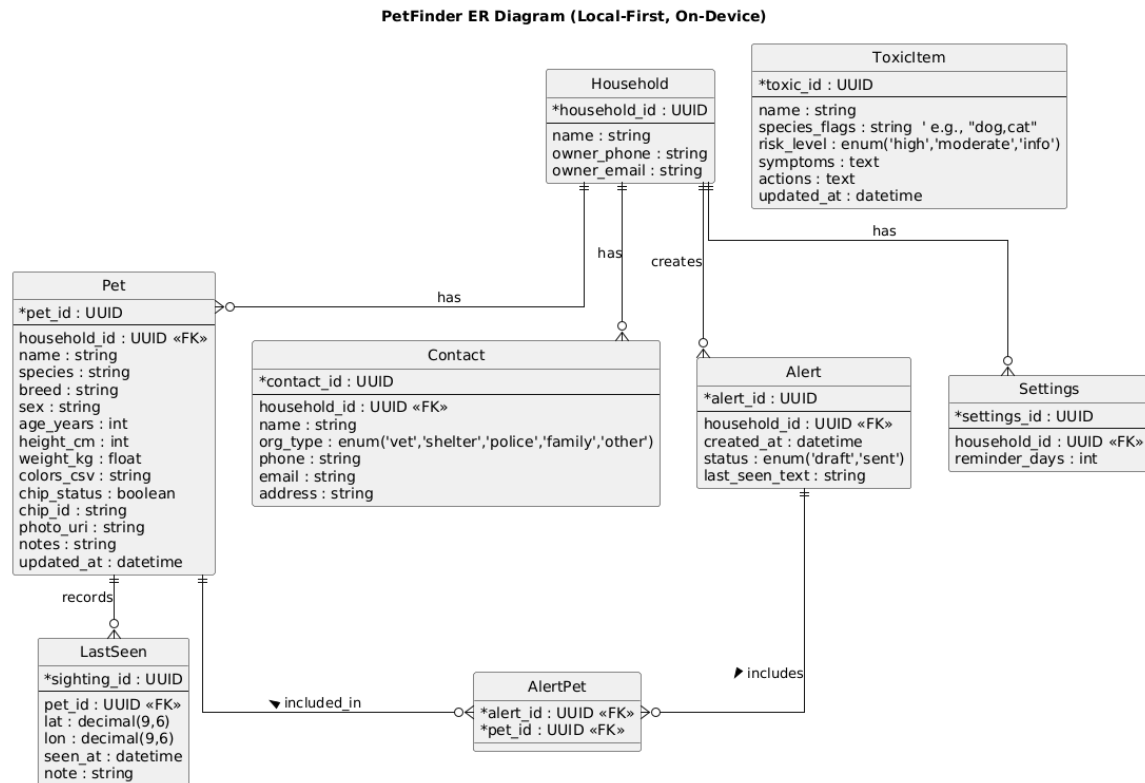 PetFinder ER Diagram (Local-First, On-Device)
ToxicItem
*toxic_id : UUID
name : string
species_flags : string  ' e.g., "dog,cat"
risk_level : enum('high','moderate','info')
symptoms : text
actions : text
updated_at : datetime
Household
*household_id : UUID
name : string
owner_phone : string
owner_email : string
has
has
creates
has
Pet
*pet_id : UUID
household_id : UUID «FK»
name : string
species : string
breed : string
sex : string
age_years : int
height_cm : int
weight_kg : float
colors_csv : string
chip_status : boolean
chip_id : string
photo_uri : string
notes : string
updated_at : datetime
Contact
*contact_id : UUID
household_id : UUID «FK»
name : string
org_type : enum('vet','shelter','police','family','other')
phone : string
email : string
address : string
Alert
*alert_id : UUID
household_id : UUID «FK»
created_at : datetime
status : enum('draft','sent')
last_seen_text : string
Settings
*settings_id : UUID
household_id : UUID «FK»
reminder_days : int
records
LastSeen
*sighting_id : UUID
pet_id : UUID «FK»
lat : decimal(9,6)
lon : decimal(9,6)
seen_at : datetime
note : string
included_in
includes
AlertPet
*alert_id : UUID «FK»
*pet_id : UUID «FK»